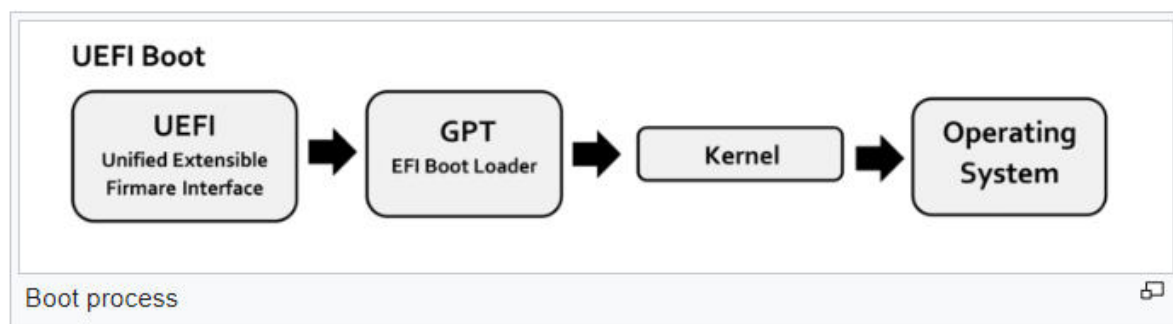 UEFI Boot
UEFI
Unified Extensible
Firmare Interface
GPT
EFI Boot Loader
Kernel
Operating
System
Boot process